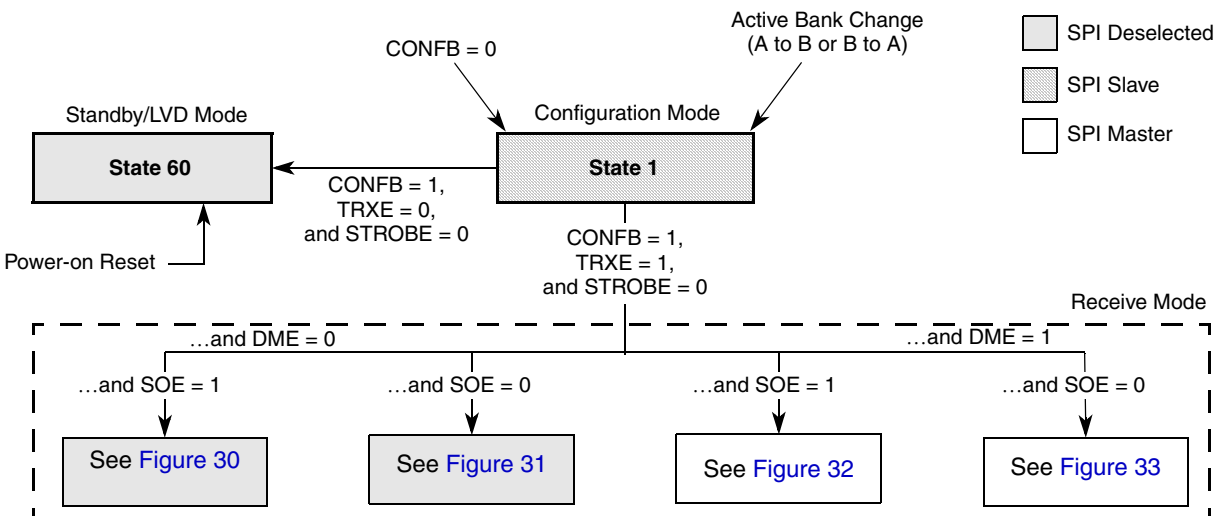 Active Bank Change
(A to B or B to A)
CONFB = 0
SPI Deselected
SPI Slave
SPI Master
Standby/LVD Mode
Configuration Mode
State 60
State 1
CONFB = 1,
TRXE = 0,
and STROBE = 0
CONFB = 1,
TRXE = 1,
and STROBE = 0
Power-on Reset
Receive Mode
…and DME = 0
…and DME = 1
…and SOE = 1
…and SOE = 0
…and SOE = 1
…and SOE = 0
See Figure 30
See Figure 31
See Figure 32
See Figure 33